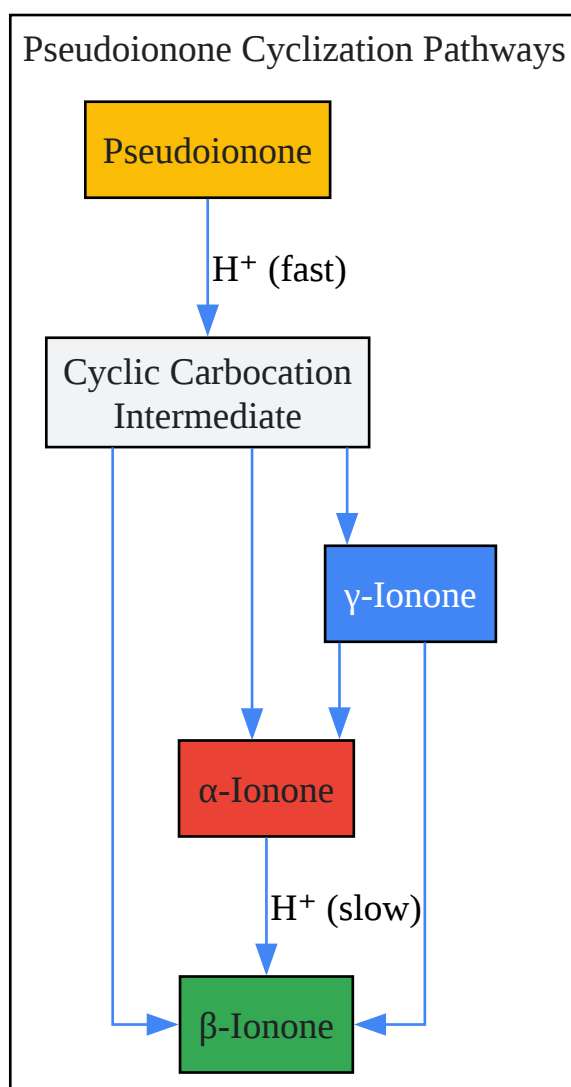 Pseudoionone Cyclization Pathways
Pseudoionone
H⁺ (fast)
Cyclic Carbocation
Intermediate
γ-Ionone
α-Ionone
H⁺ (slow)
β-Ionone